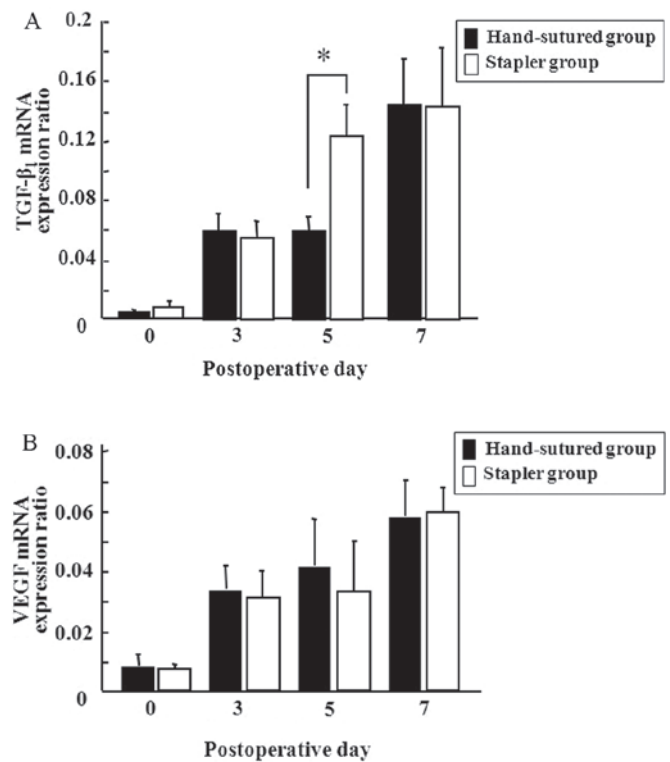 A
0.2
0.16
0.12
0.08
0.04
0
TGF-β₁ mRNA
expression ratio
*
Hand-sutured group
Stapler group
0 3 5 7
Postoperative day
B
0.08
0.06
0.04
0.02
0
VEGF mRNA
expression ratio
Hand-sutured group
Stapler group
0 3 5 7
Postoperative day